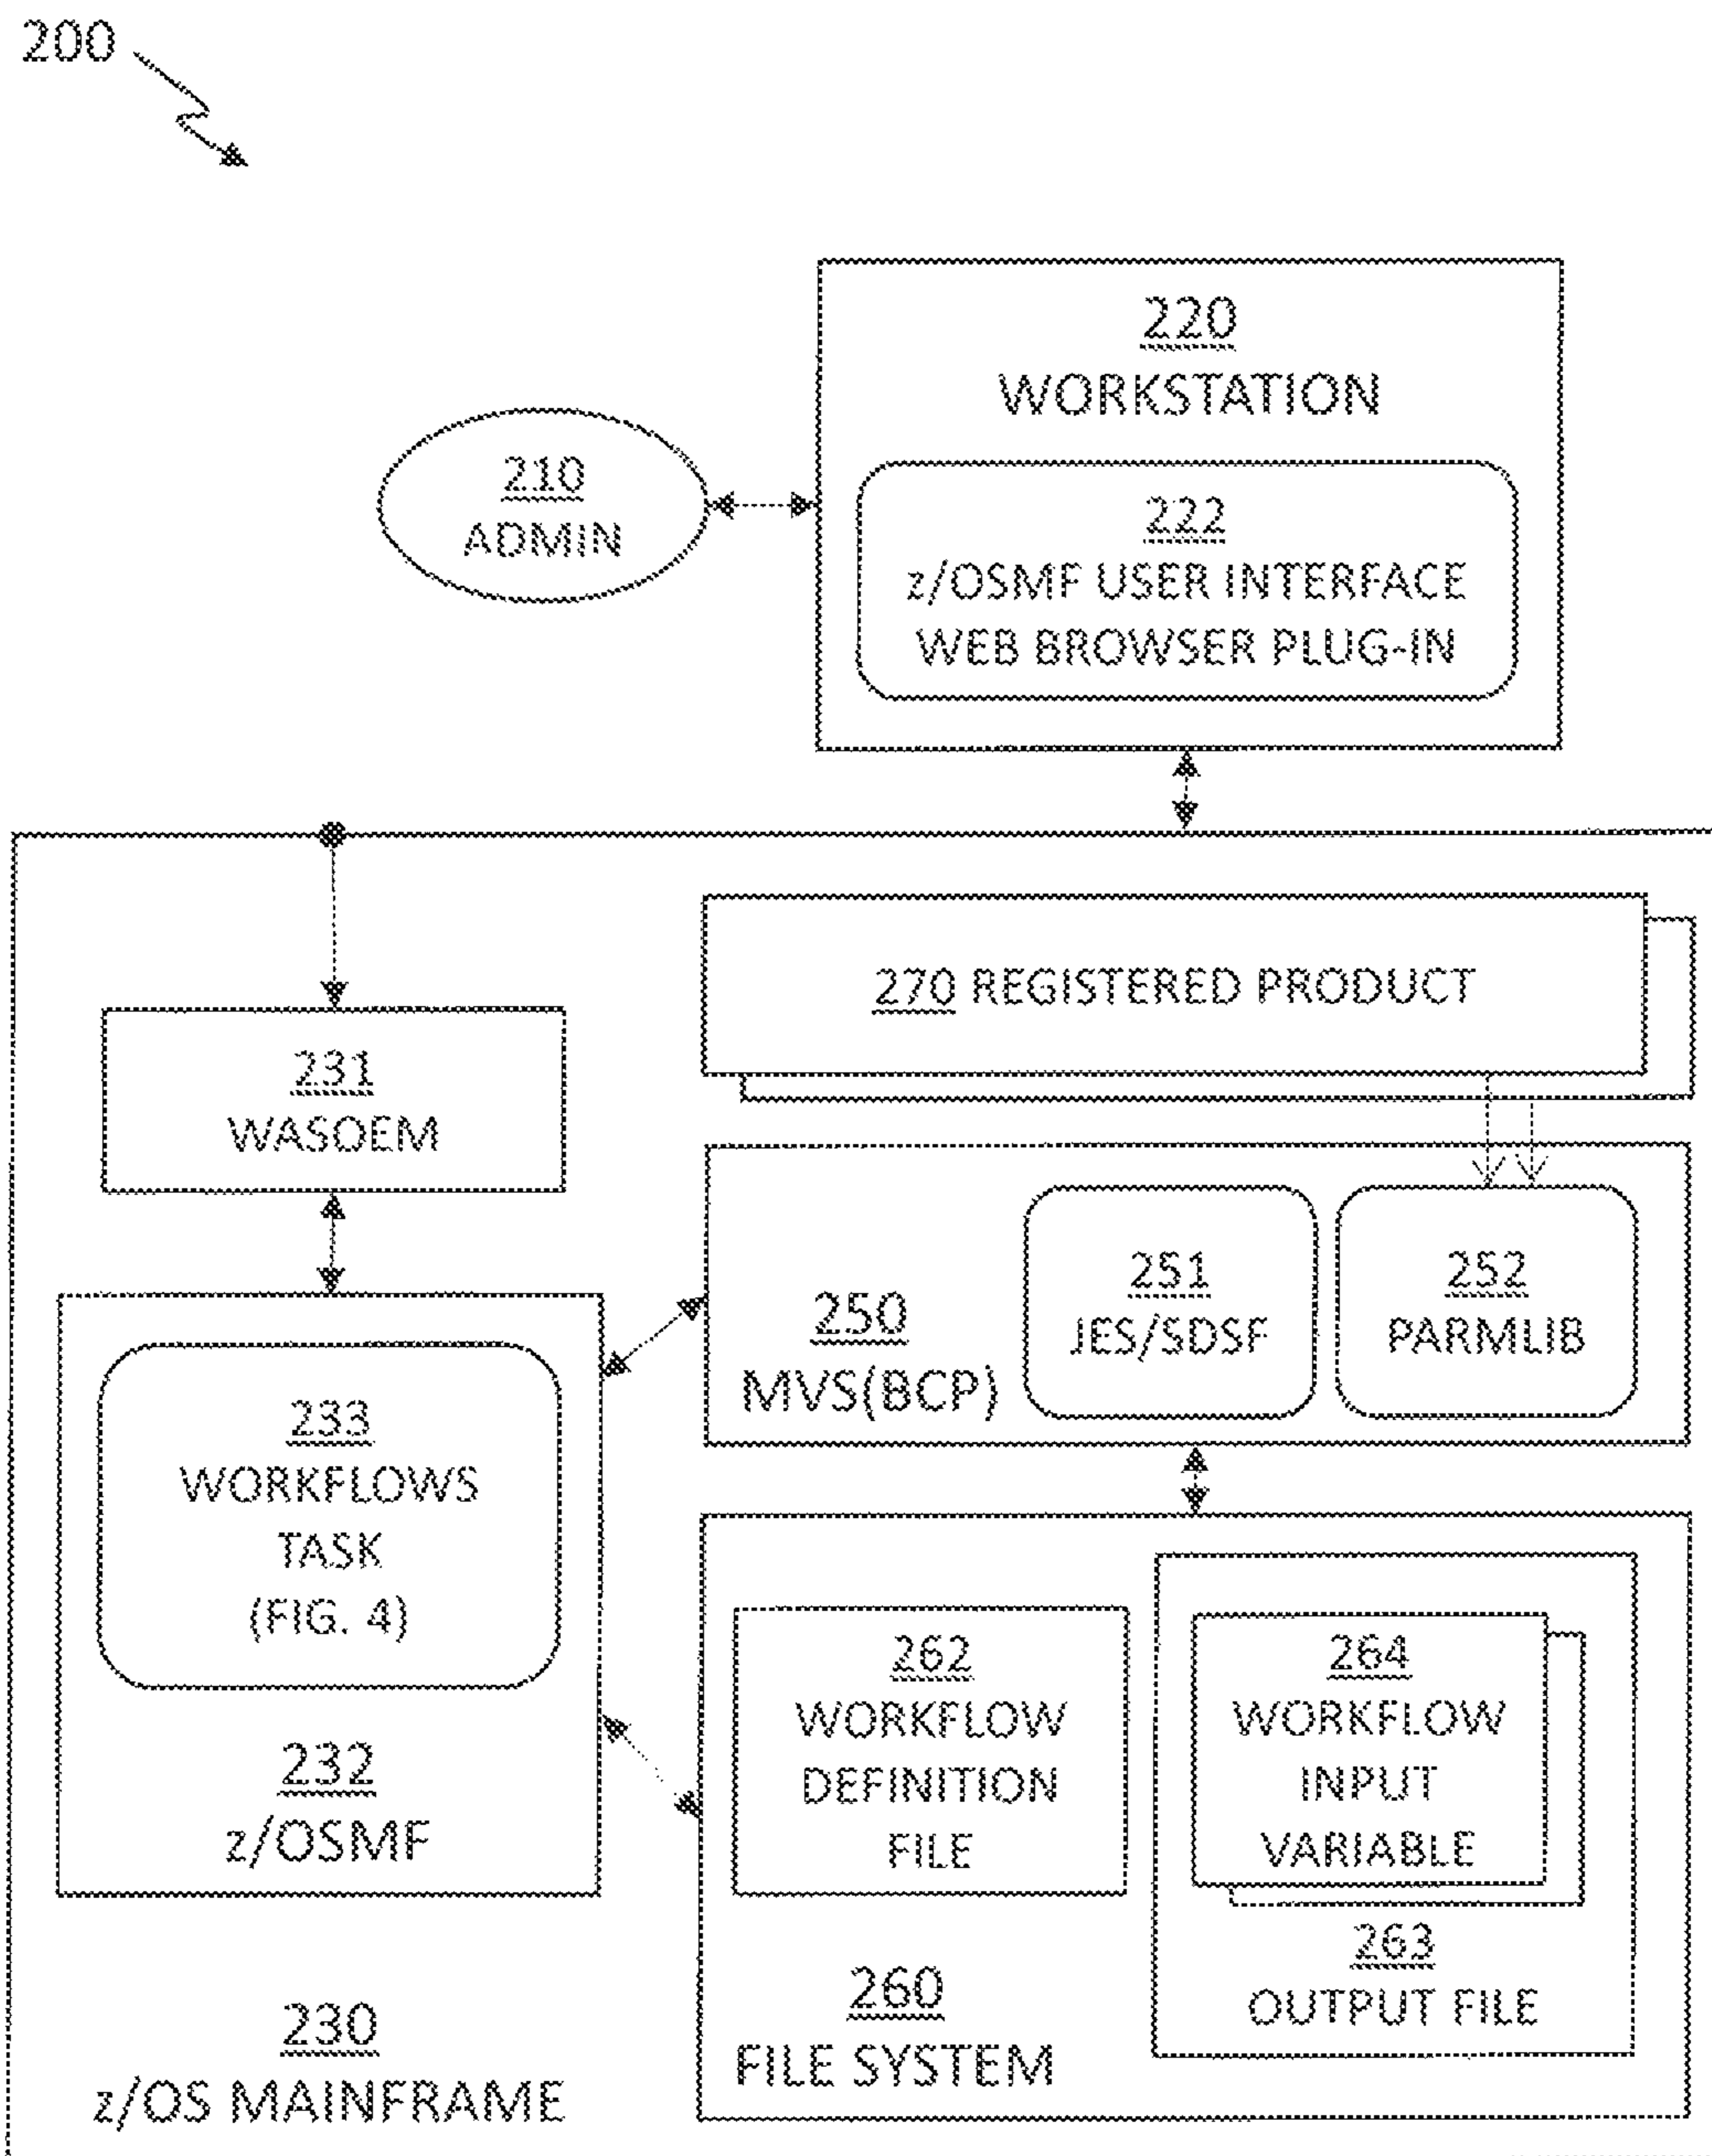 200
220
WORKSTATION
210
ADMIN
222
z/OSMF USER INTERFACE
WEB BROWSER PLUG-IN
270 REGISTERED PRODUCT
231
WASOEM
250
MVS(BCP)
251
JES/SDSF
252
PARMLIB
233
WORKFLOWS
TASK
(FIG. 4)
232
z/OSMF
262
WORKFLOW
DEFINITION
FILE
264
WORKFLOW
INPUT
VARIABLE
263
OUTPUT FILE
260
FILE SYSTEM
230
z/OS MAINFRAME